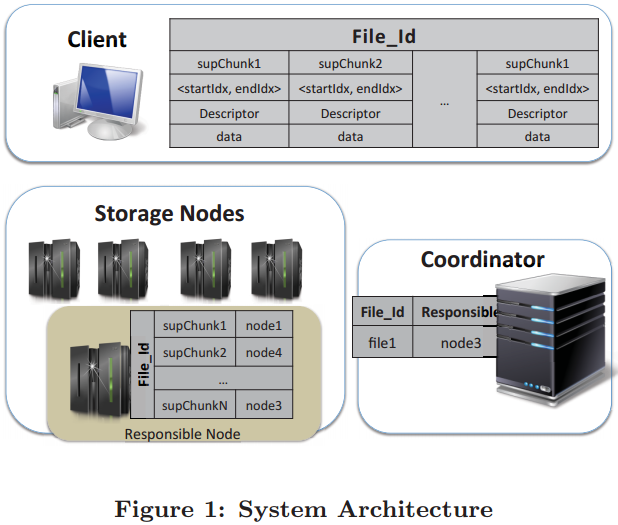 Client
File_Id
supChunk1 supChunk2 ... supChunk1
<startIdx, endIdx> <startIdx, endIdx> <startIdx, endIdx>
Descriptor Descriptor Descriptor
data data data
Storage Nodes
File_Id
supChunk1 node1
supChunk2 node4
...
supChunkN node3
Responsible Node
Coordinator
File_Id Responsible
file1 node3
Figure 1: System Architecture